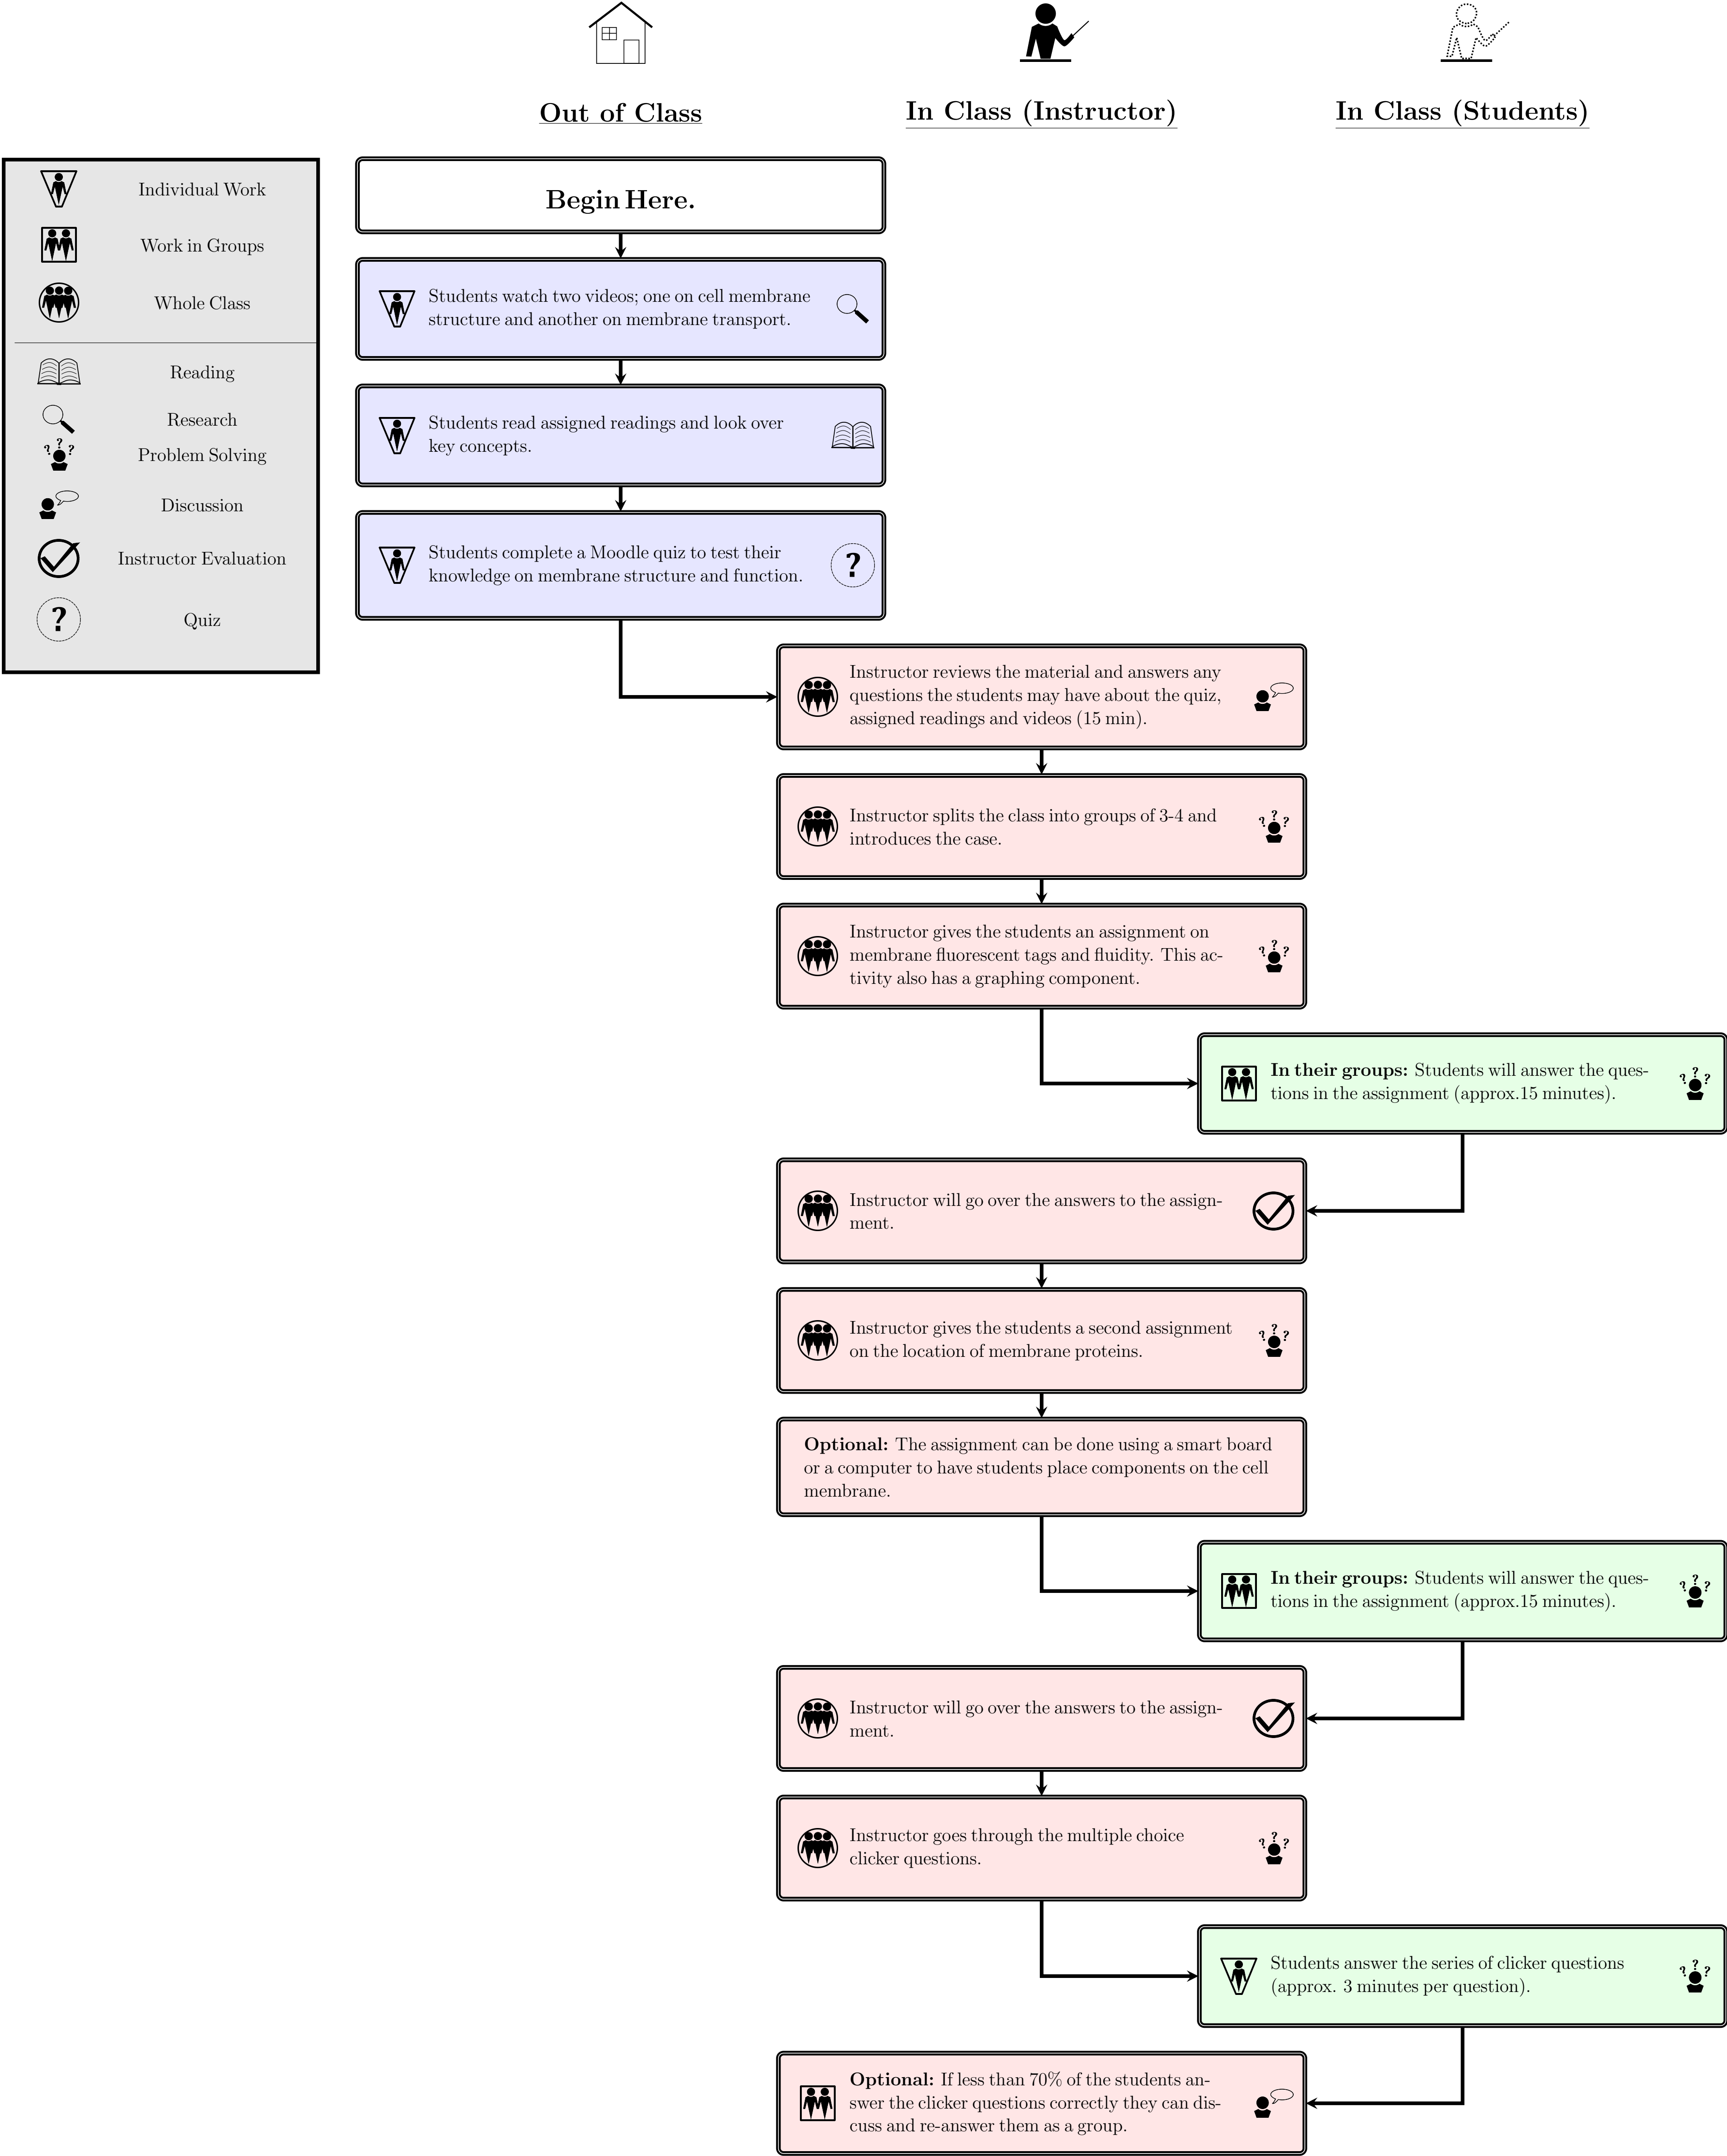 Out of Class
In Class (Instructor)
In Class (Students)
Individual Work
Work in Groups
Whole Class
Reading
Research
Problem Solving
Discussion
Instructor Evaluation
Quiz
Begin Here.
Students watch two videos; one on cell membrane
structure and another on membrane transport.
Students read assigned readings and look over
key concepts.
Students complete a Moodle quiz to test their
knowledge on membrane structure and function.
Instructor reviews the material and answers any
questions the students may have about the quiz,
assigned readings and videos (15 min).
Instructor splits the class into groups of 3-4 and
introduces the case.
Instructor gives the students an assignment on
membrane fluorescent tags and fluidity. This ac-
tivity also has a graphing component.
In their groups: Students will answer the ques-
tions in the assignment (approx.15 minutes).
Instructor will go over the answers to the assign-
ment.
Instructor gives the students a second assignment
on the location of membrane proteins.
Optional: The assignment can be done using a smart board
or a computer to have students place components on the cell
membrane.
In their groups: Students will answer the ques-
tions in the assignment (approx.15 minutes).
Instructor will go over the answers to the assign-
ment.
Instructor goes through the multiple choice
clicker questions.
Students answer the series of clicker questions
(approx. 3 minutes per question).
Optional: If less than 70% of the students an-
swer the clicker questions correctly they can dis-
cuss and re-answer them as a group.